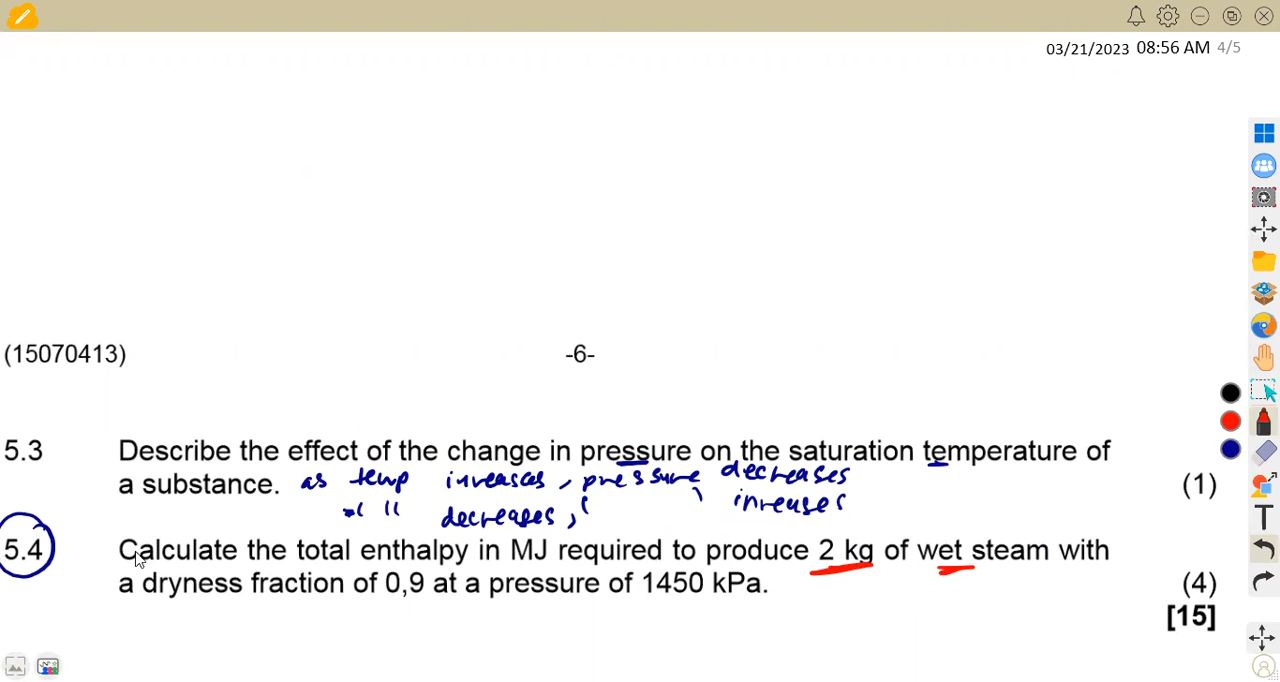 03/21/2023 08:56 AM 4/5
(15070413) -6-
5.3 Describe the effect of the change in pressure on the saturation temperature of
a substance. as temp increases, pressure decreases (1)
" decreases, increases
5.4 Calculate the total enthalpy in MJ required to produce 2 kg of wet steam with
a dryness fraction of 0,9 at a pressure of 1450 kPa. (4)
[15]
T